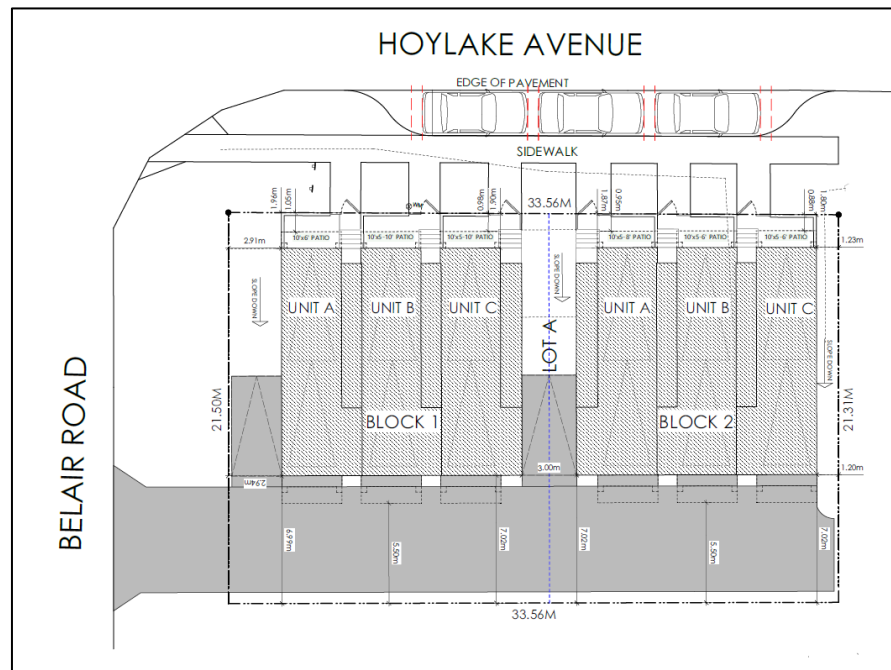 HOYLAKE AVENUE
EDGE OF PAVEMENT
SIDEWALK
1.96m
1.05m
0.98m
1.90m
33.56M
1.87m
0.95m
0.88m
1.80m
2.91m
10'x6' PATIO
10'x5'-10" PATIO
10'x5'-10" PATIO
10'x5'-8" PATIO
10'x5'-6" PATIO
10'x5'-6" PATIO
1.23m
SLOPE DOWN
UNIT A
UNIT B
UNIT C
SLOPE DOWN
UNIT A
UNIT B
UNIT C
SLOPE DOWN
LOT A
21.50M
BLOCK 1
BLOCK 2
21.31M
BELAIR ROAD
2.94m
3.00m
1.20m
6.99m
5.50m
7.02m
7.02m
5.50m
7.02m
33.56M